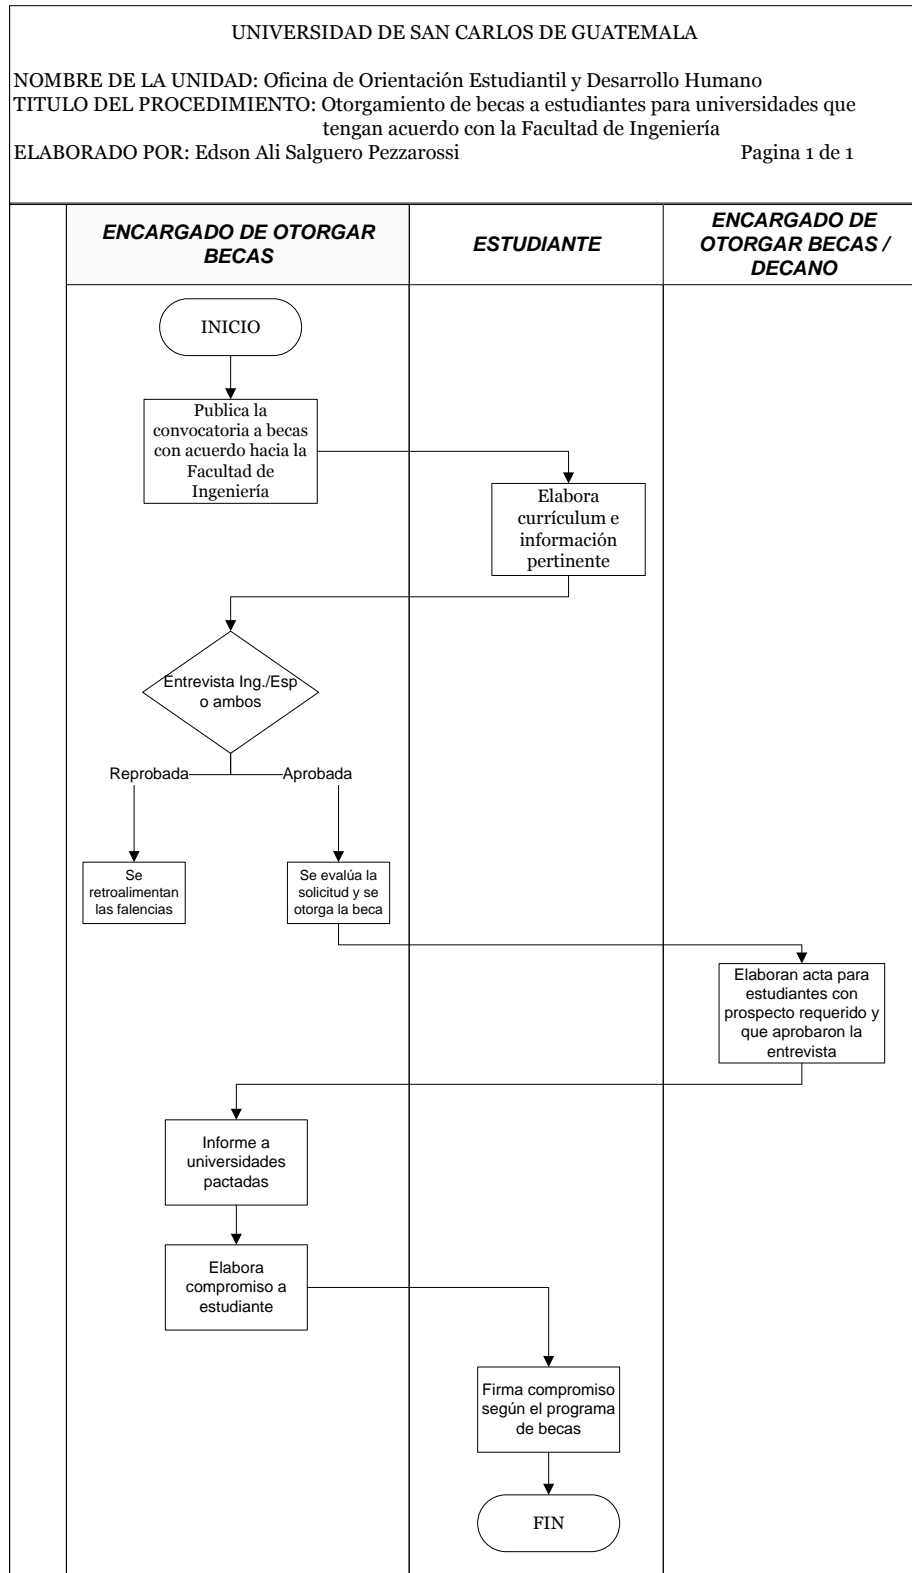 UNIVERSIDAD DE SAN CARLOS DE GUATEMALA
NOMBRE DE LA UNIDAD: Oficina de Orientación Estudiantil y Desarrollo Humano
TITULO DEL PROCEDIMIENTO: Otorgamiento de becas a estudiantes para universidades que
tengan acuerdo con la Facultad de Ingeniería
ELABORADO POR: Edson Ali Salguero Pezzarossi Pagina 1 de 1
ENCARGADO DE OTORGAR
BECAS
ESTUDIANTE
ENCARGADO DE
OTORGAR BECAS /
DECANO
INICIO
Publica la
convocatoria a becas
con acuerdo hacia la
Facultad de
Ingeniería
Elabora
currículum e
información
pertinente
Entrevista Ing./Esp
o ambos
Reprobada
Aprobada
Se
retroalimentan
las falencias
Se evalúa la
solicitud y se
otorga la beca
Elaboran acta para
estudiantes con
prospecto requerido y
que aprobaron la
entrevista
Informe a
universidades
pactadas
Elabora
compromiso a
estudiante
Firma compromiso
según el programa
de becas
FIN